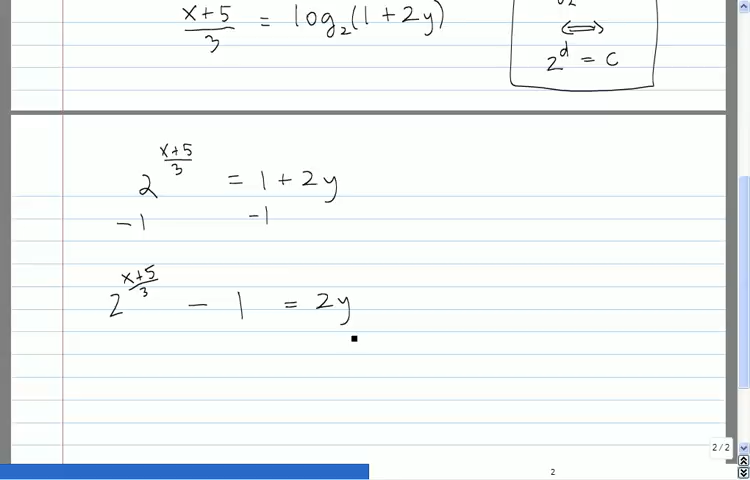 x+5/3 = log₂(1+2y)
⟺
2^d = c
2^(x+5/3) = 1 + 2y
-1 -1
2^(x+5/3) - 1 = 2y
2/2
2